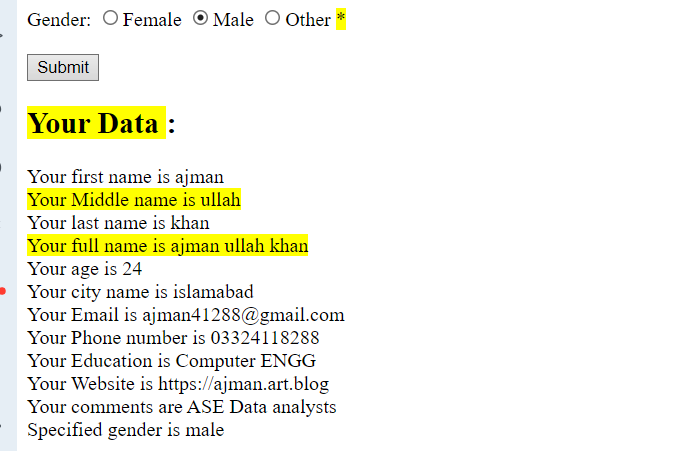 Gender: Female Male Other *
Submit
Your Data :
Your first name is ajman
Your Middle name is ullah
Your last name is khan
Your full name is ajman ullah khan
Your age is 24
Your city name is islamabad
Your Email is ajman41288@gmail.com
Your Phone number is 03324118288
Your Education is Computer ENGG
Your Website is https://ajman.art.blog
Your comments are ASE Data analysts
Specified gender is male